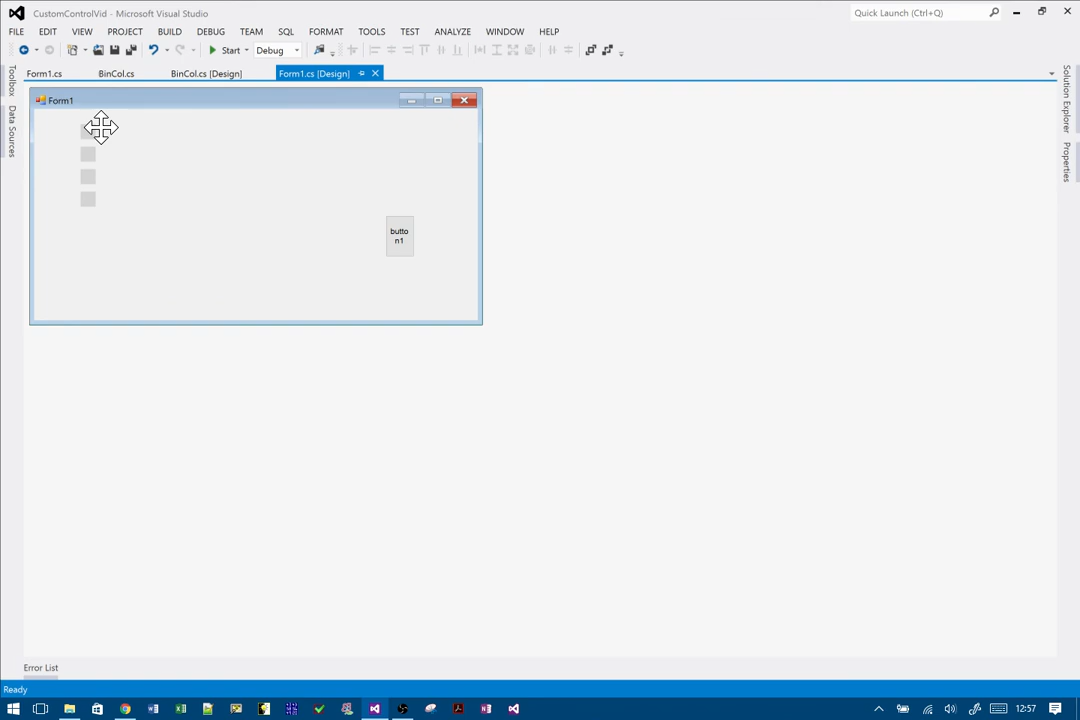 CustomControlVid - Microsoft Visual Studio
Quick Launch (Ctrl+Q)
FILE EDIT VIEW PROJECT BUILD DEBUG TEAM SQL FORMAT TOOLS TEST ANALYZE WINDOW HELP
Start Debug
Form1.cs BinCol.cs BinCol.cs [Design] Form1.cs [Design]
Toolbox
Data Sources
Form1
butto
n1
Solution Explorer
Properties
Error List
Ready
12:57